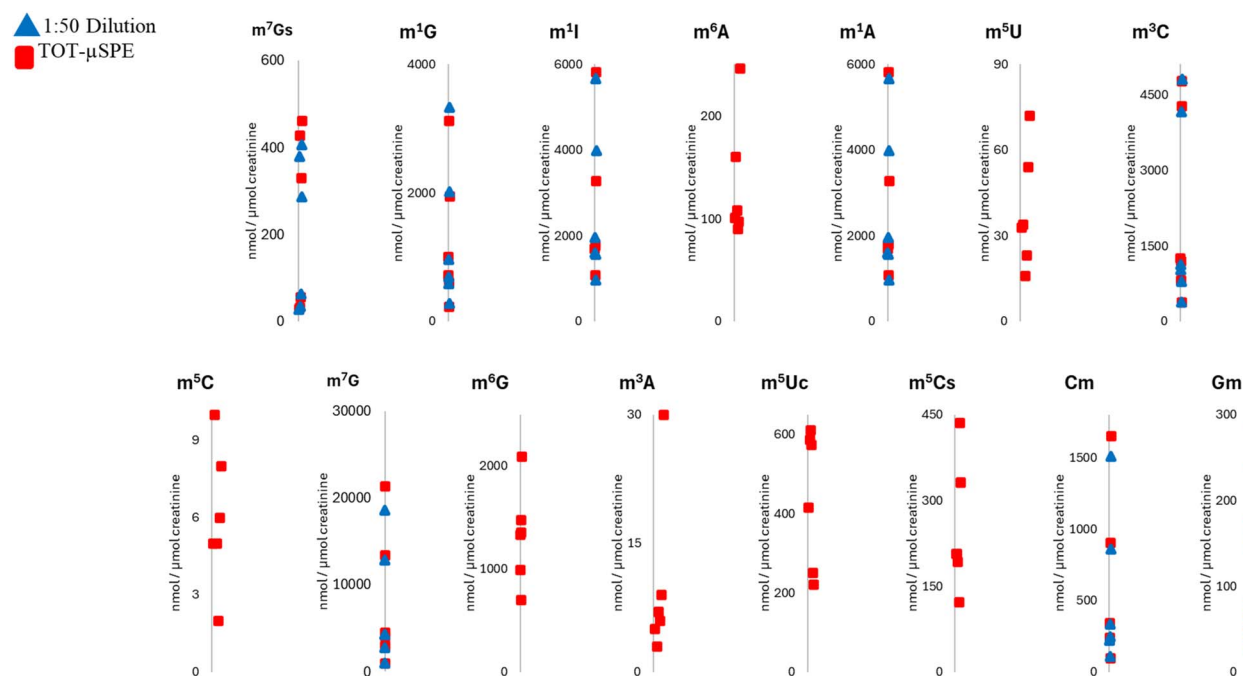 1:50 Dilution
TOT-µSPE
m⁷Gs
m¹G
m¹I
m⁶A
m¹A
m⁵U
m³C
nmol / µmol creatinine
600
400
200
0
nmol / µmol creatinine
4000
2000
0
nmol / µmol creatinine
6000
4000
2000
0
nmol / µmol creatinine
200
100
0
nmol / µmol creatinine
6000
4000
2000
0
nmol / µmol creatinine
90
60
30
0
nmol / µmol creatinine
4500
3000
1500
0
m⁵C
m⁷G
m⁶G
m³A
m⁵Uc
m⁵Cs
Cm
Gm
nmol / µmol creatinine
9
6
3
0
nmol / µmol creatinine
30000
20000
10000
0
nmol / µmol creatinine
2000
1000
0
nmol / µmol creatinine
30
15
0
nmol / µmol creatinine
600
400
200
0
nmol / µmol creatinine
450
300
150
0
nmol / µmol creatinine
1500
1000
500
0
nmol / µmol creatinine
300
200
100
0